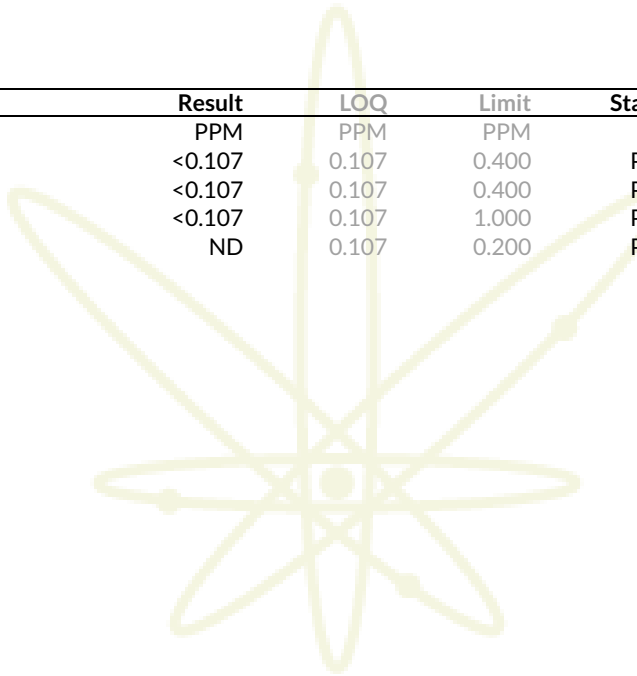 Result LOQ Limit Sta
PPM PPM PPM
<0.107 0.107 0.400 P
<0.107 0.107 0.400 P
<0.107 0.107 1.000 P
ND 0.107 0.200 P